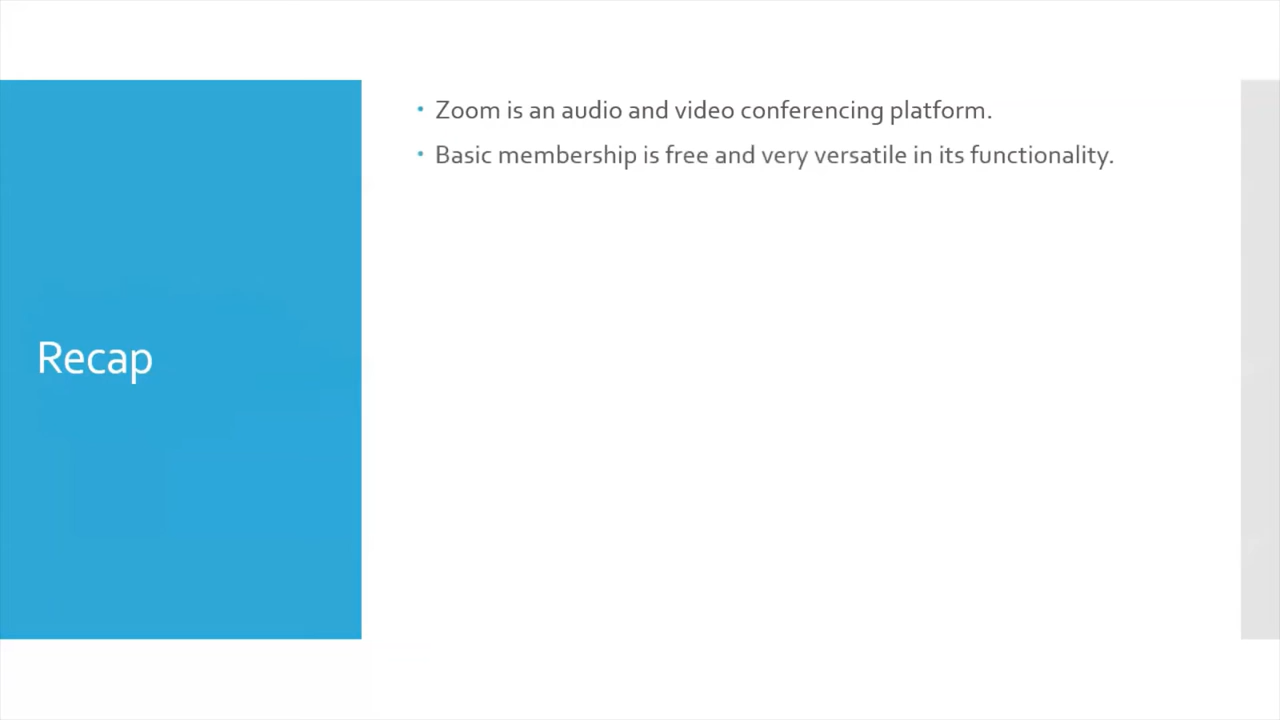 Recap
• Zoom is an audio and video conferencing platform.
• Basic membership is free and very versatile in its functionality.